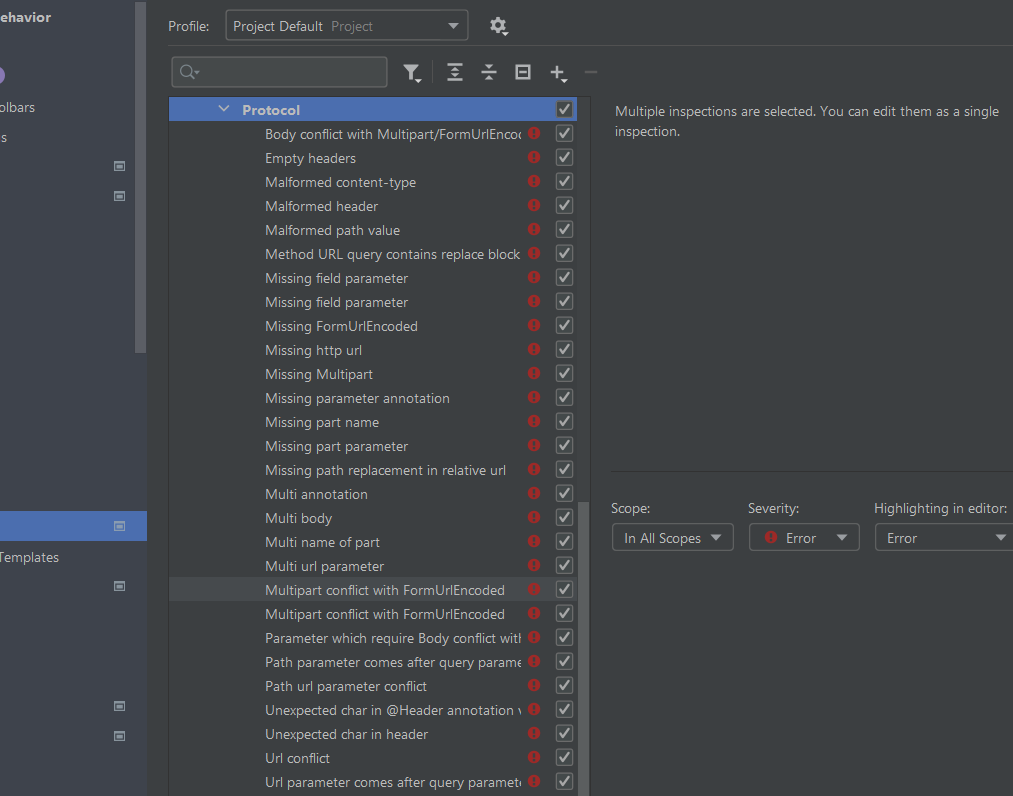 ehavior
olbars
s
Templates
Profile: Project Default Project
Protocol
Body conflict with Multipart/FormUrlEncoc
Empty headers
Malformed content-type
Malformed header
Malformed path value
Method URL query contains replace block
Missing field parameter
Missing field parameter
Missing FormUrlEncoded
Missing http url
Missing Multipart
Missing parameter annotation
Missing part name
Missing part parameter
Missing path replacement in relative url
Multi annotation
Multi body
Multi name of part
Multi url parameter
Multipart conflict with FormUrlEncoded
Multipart conflict with FormUrlEncoded
Parameter which require Body conflict with
Path parameter comes after query parame
Path url parameter conflict
Unexpected char in @Header annotation v
Unexpected char in header
Url conflict
Url parameter comes after query paramete
Multiple inspections are selected. You can edit them as a single
inspection.
Scope: Severity: Highlighting in editor:
In All Scopes Error Error